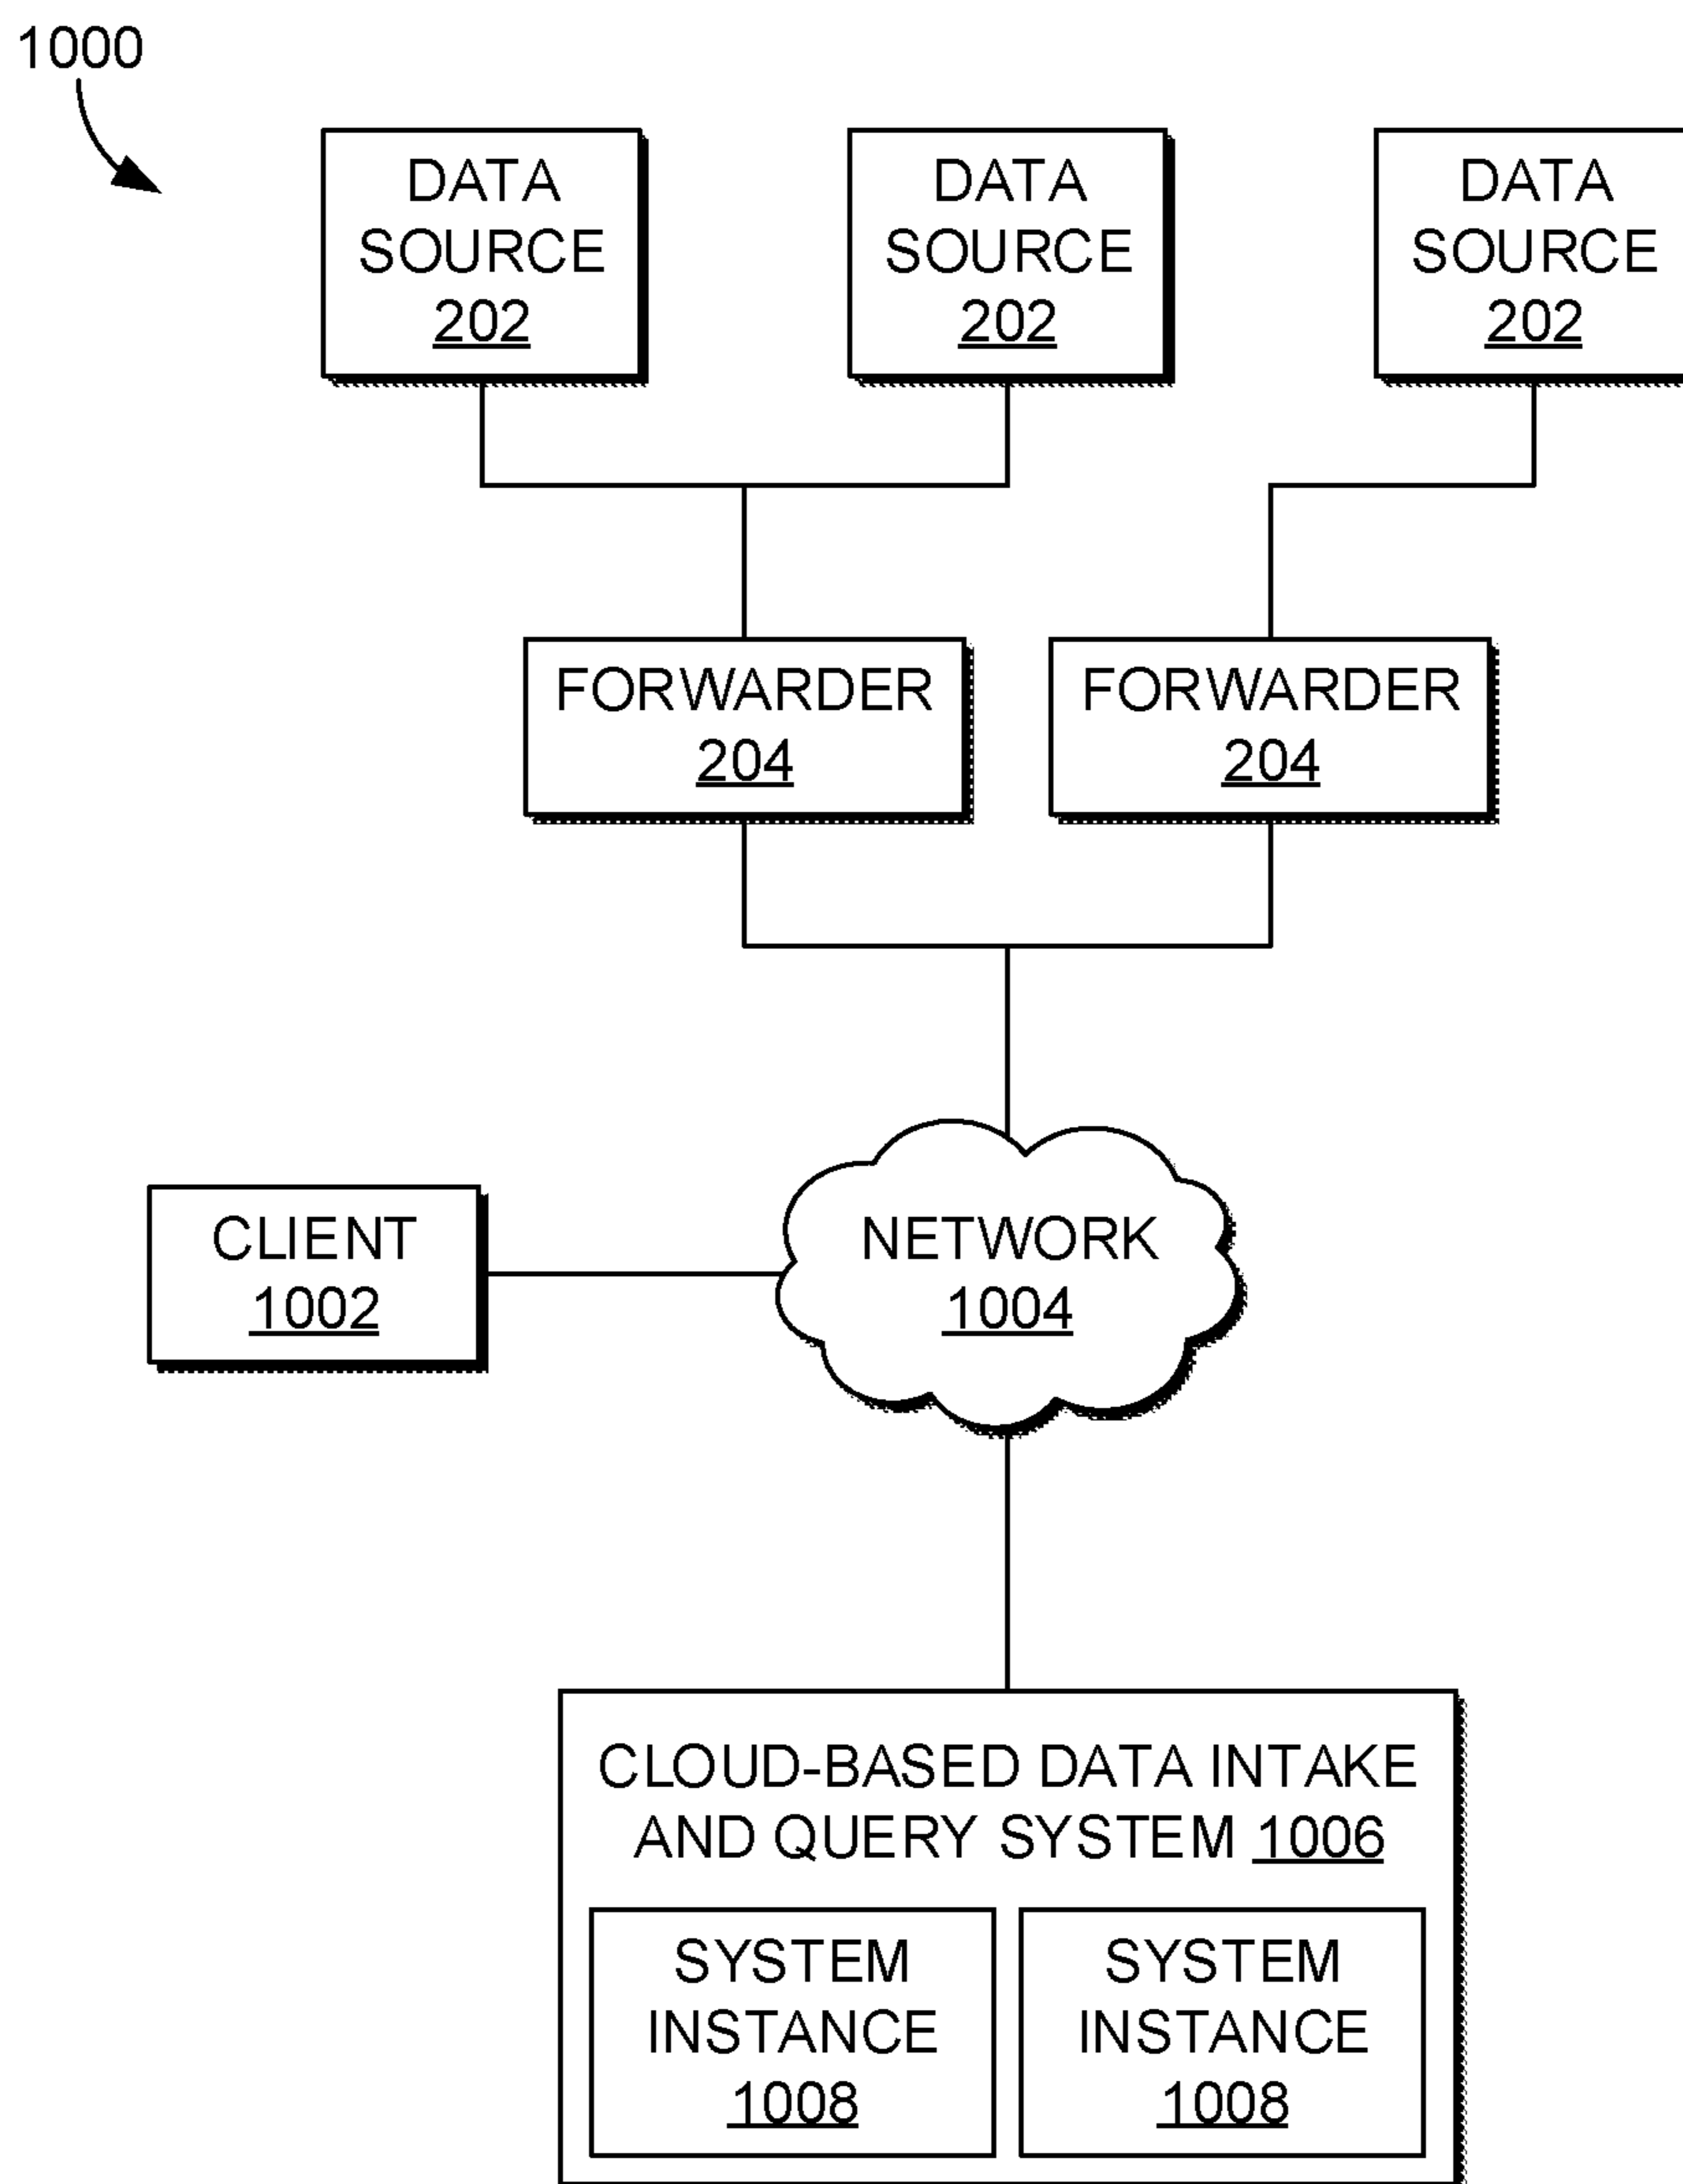 1000
DATA
SOURCE
202
DATA
SOURCE
202
DATA
SOURCE
202
FORWARDER
204
FORWARDER
204
CLIENT
1002
NETWORK
1004
CLOUD-BASED DATA INTAKE
AND QUERY SYSTEM 1006
SYSTEM
INSTANCE
1008
SYSTEM
INSTANCE
1008